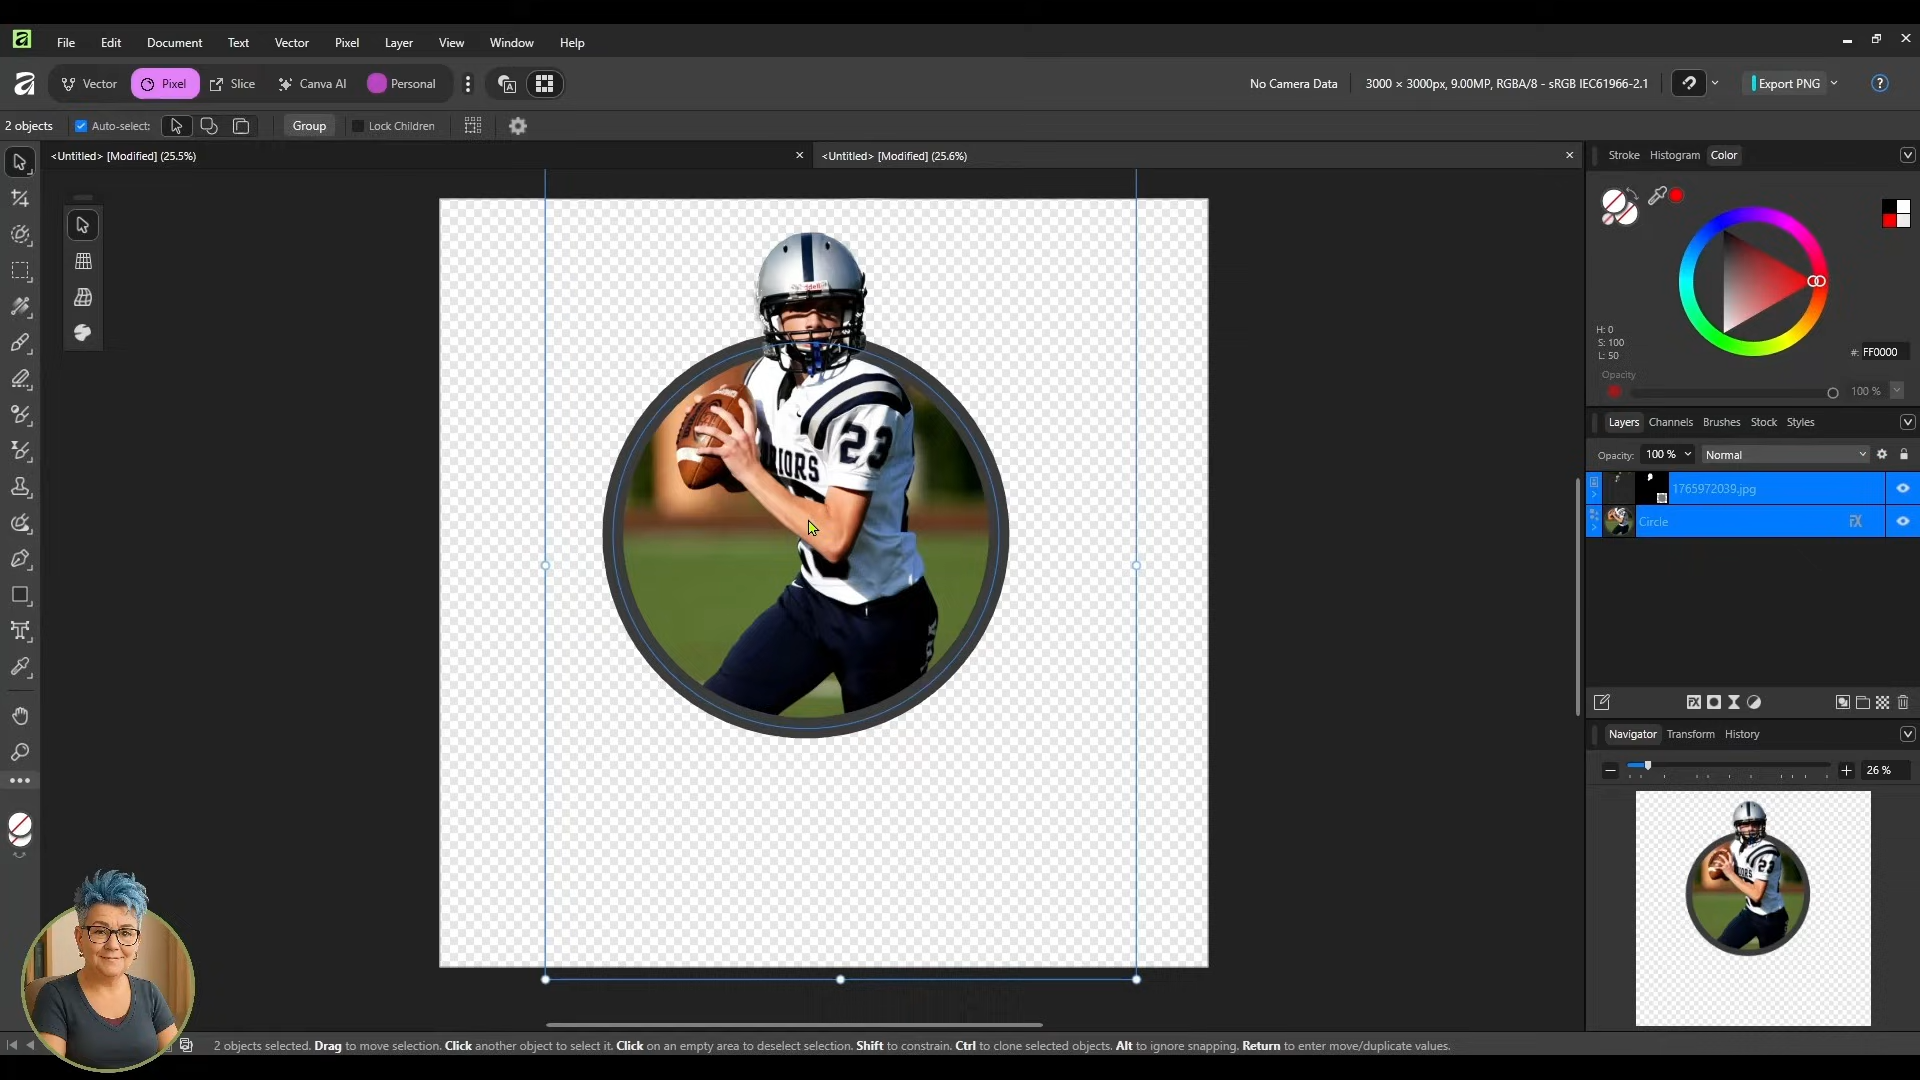 File Edit Document Text Vector Pixel Layer View Window Help
Vector Pixel Slice Canva AI Personal No Camera Data 3000 × 3000px, 9.00MP, RGBA/8 - sRGB IEC61966-2.1 Export PNG
2 objects Auto-select: Group Lock Children
<Untitled> [Modified] (25.5%) <Untitled> [Modified] (25.6%)
Stroke Histogram Color
H: 0
S: 100
L: 50
#: FF0000
Opacity
100 %
Layers Channels Brushes Stock Styles
Opacity: 100 % Normal
1765972039.jpg
Circle
Navigator Transform History
26 %
23
RIORS
2 objects selected. Drag to move selection. Click another object to select it. Click on an empty area to deselect selection. Shift to constrain. Ctrl to clone selected objects. Alt to ignore snapping. Return to enter move/duplicate values.